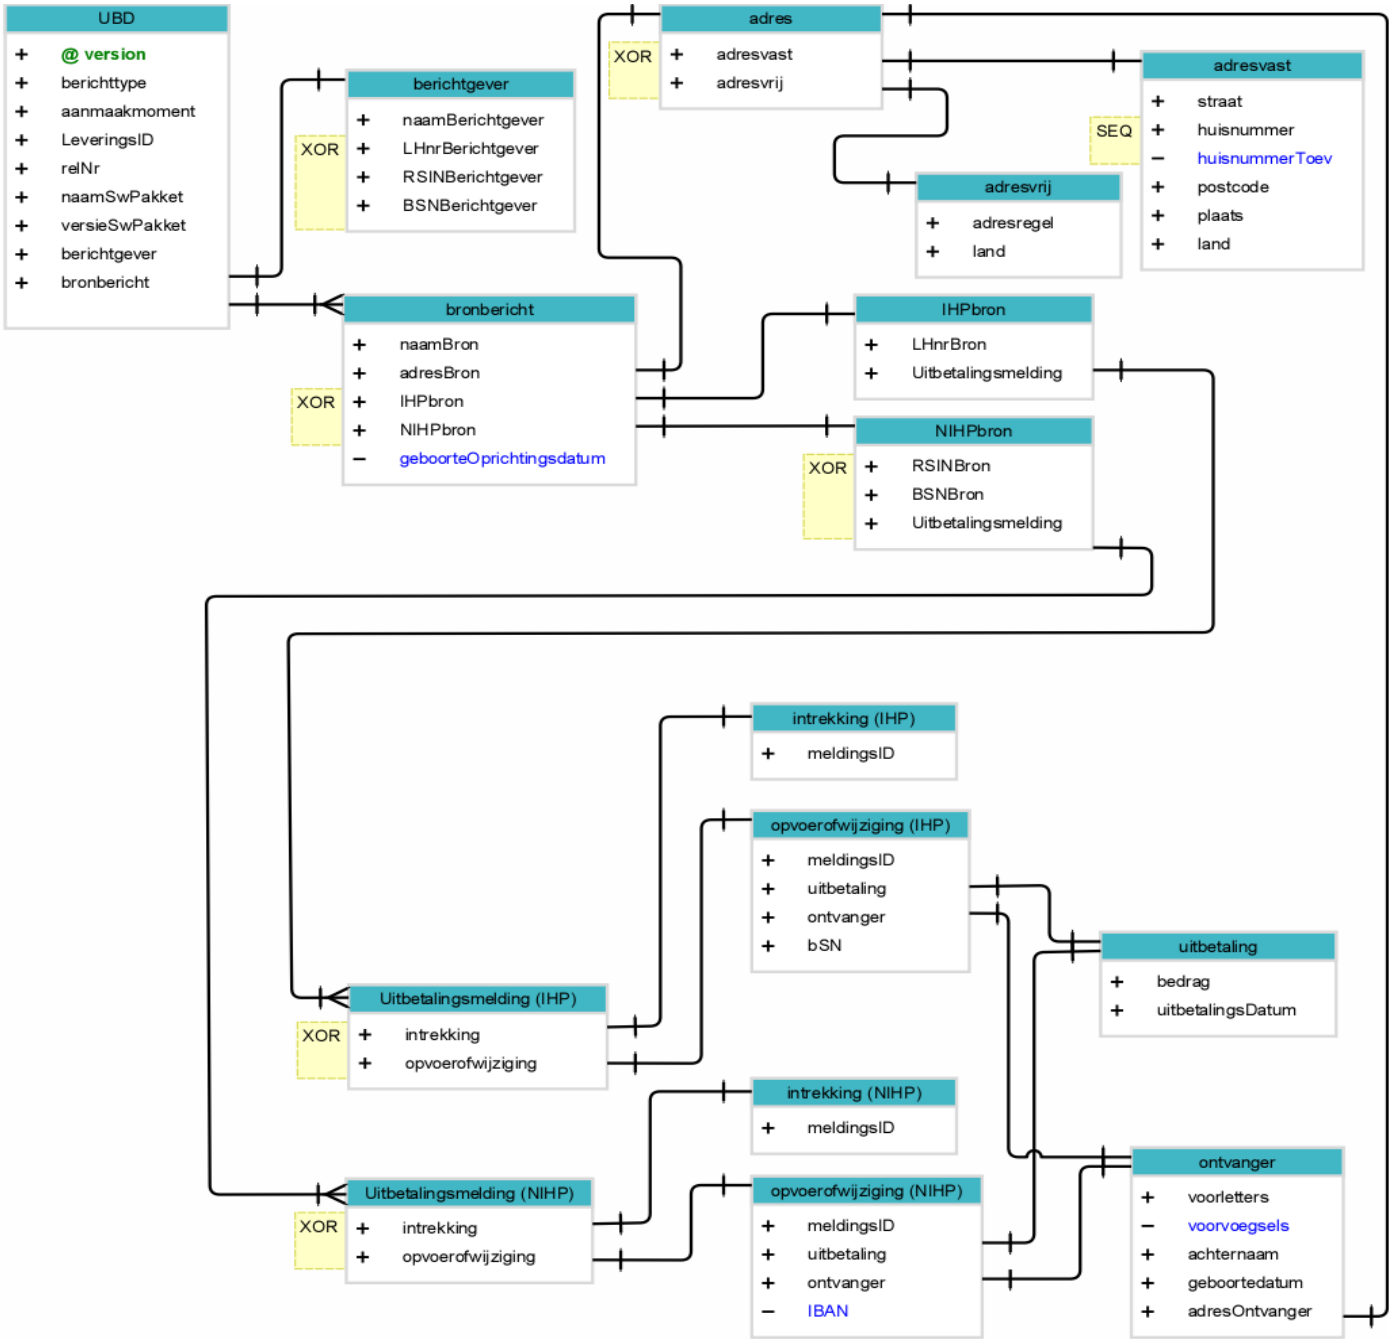 UBD
+ @ version
+ berichttype
+ aanmaakmoment
+ LeveringsID
+ relNr
+ naamSwPakket
+ versieSwPakket
+ berichtgever
+ bronbericht
berichtgever
XOR
+ naamBerichtgever
+ LHnrBerichtgever
+ RSINBerichtgever
+ BSNBerichtgever
adres
XOR
+ adresvast
+ adresvrij
adresvast
SEQ
+ straat
+ huisnummer
− huisnummerToev
+ postcode
+ plaats
+ land
adresvrij
+ adresregel
+ land
bronbericht
XOR
+ naamBron
+ adresBron
+ IHPbron
+ NIHPbron
− geboorteOprichtingsdatum
IHPbron
+ LHnrBron
+ Uitbetalingsmelding
NIHPbron
XOR
+ RSINBron
+ BSNBron
+ Uitbetalingsmelding
intrekking (IHP)
+ meldingsID
opvoerofwijziging (IHP)
+ meldingsID
+ uitbetaling
+ ontvanger
+ bSN
uitbetaling
+ bedrag
+ uitbetalingsDatum
Uitbetalingsmelding (IHP)
XOR
+ intrekking
+ opvoerofwijziging
intrekking (NIHP)
+ meldingsID
Uitbetalingsmelding (NIHP)
XOR
+ intrekking
+ opvoerofwijziging
opvoerofwijziging (NIHP)
+ meldingsID
+ uitbetaling
+ ontvanger
− IBAN
ontvanger
+ voorletters
− voorvoegsels
+ achternaam
+ geboortedatum
+ adresOntvanger